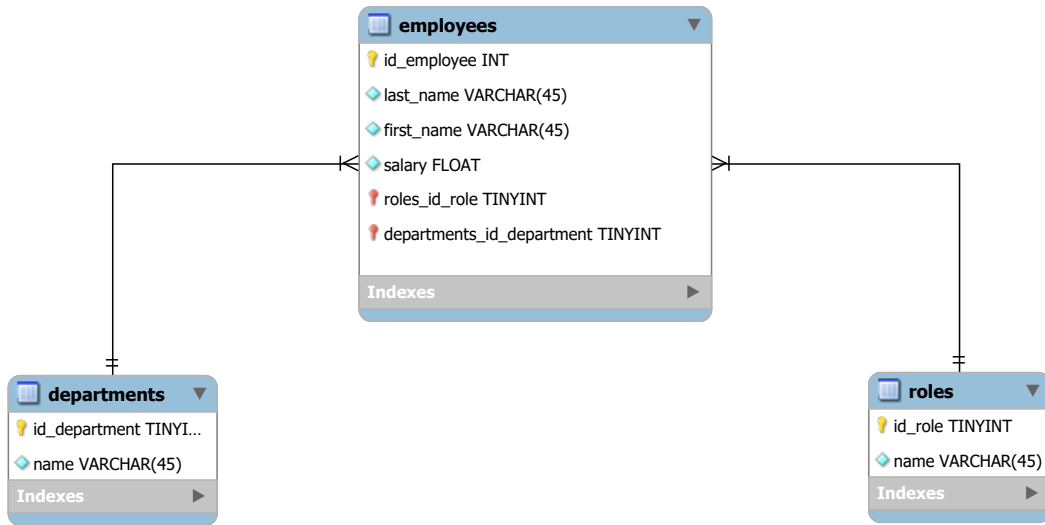 employees
id_employee INT
last_name VARCHAR(45)
first_name VARCHAR(45)
salary FLOAT
roles_id_role TINYINT
departments_id_department TINYINT
Indexes
departments
id_department TINYI...
name VARCHAR(45)
Indexes
roles
id_role TINYINT
name VARCHAR(45)
Indexes